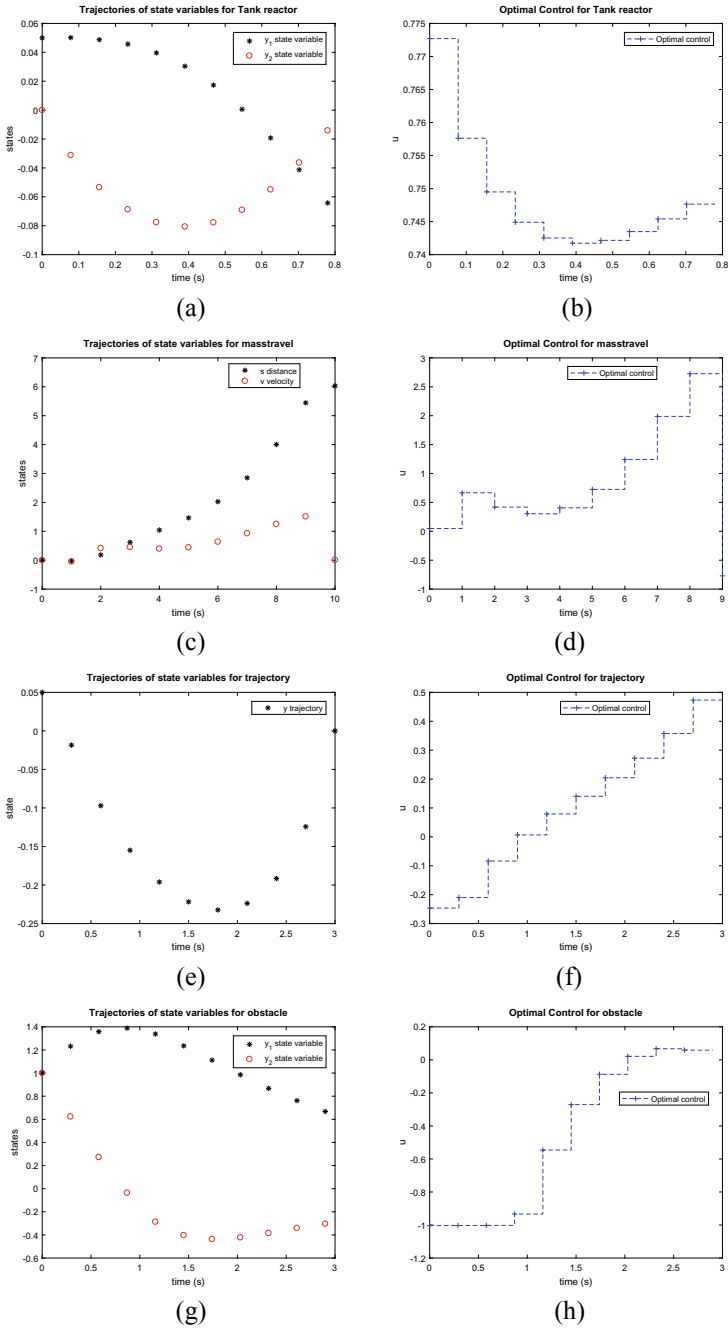 Trajectories of state variables for Tank reactor
0.06
0.04
0.02
0
-0.02
-0.04
-0.06
-0.08
-0.1
states
y1 state variable
y2 state variable
0 0.1 0.2 0.3 0.4 0.5 0.6 0.7 0.8
time (s)
(a)
Optimal Control for Tank reactor
0.775
0.77
0.765
0.76
0.755
0.75
0.745
0.74
u
Optimal control
0 0.1 0.2 0.3 0.4 0.5 0.6 0.7 0.8
time (s)
(b)
Trajectories of state variables for masstravel
7
6
5
4
3
2
1
0
-1
states
s distance
v velocity
0 2 4 6 8 10
time (s)
(c)
Optimal Control for masstravel
3
2.5
2
1.5
1
0.5
0
-0.5
-1
u
Optimal control
0 1 2 3 4 5 6 7 8 9
time (s)
(d)
Trajectories of state variables for trajectory
0.05
0
-0.05
-0.1
-0.15
-0.2
-0.25
state
y trajectory
0 0.5 1 1.5 2 2.5 3
time (s)
(e)
Optimal Control for trajectory
0.5
0.4
0.3
0.2
0.1
0
-0.1
-0.2
-0.3
u
Optimal control
0 0.5 1 1.5 2 2.5 3
time (s)
(f)
Trajectories of state variables for obstacle
1.4
1.2
1
0.8
0.6
0.4
0.2
0
-0.2
-0.4
-0.6
states
y1 state variable
y2 state variable
0 0.5 1 1.5 2 2.5 3
time (s)
(g)
Optimal Control for obstacle
0.2
0
-0.2
-0.4
-0.6
-0.8
-1
-1.2
u
Optimal control
0 0.5 1 1.5 2 2.5 3
time (s)
(h)